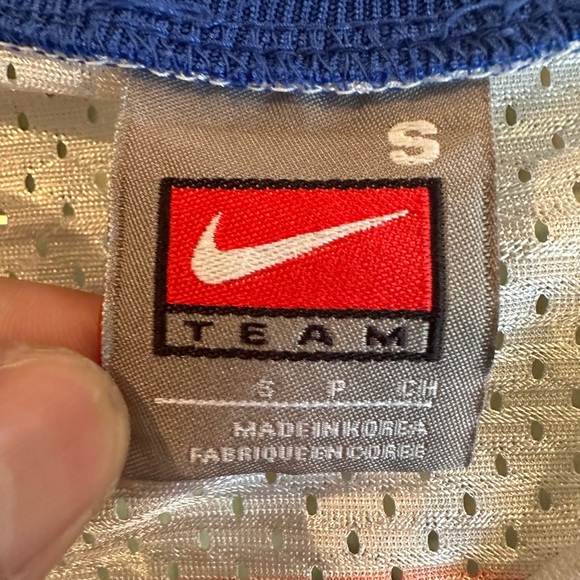 S
TEAM
S P CH
MADE IN KOREA
FABRIQUE EN COREE